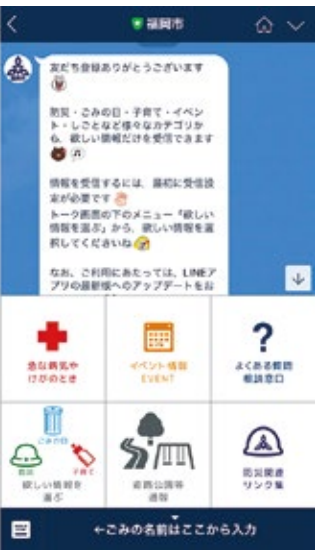 福岡市
友だち登録ありがとうございます
防災・ごみの日・子育て・イベン
ト・しごとなど様々なカテゴリか
ら、欲しい情報だけを受信できます
情報を受信するには、最初に受信設
定が必要です
トーク画面の下のメニュー「欲しい
情報を選ぶ」から、欲しい情報を選
択してくださいね
なお、ご利用にあたっては、LINEア
プリの最新版へのアップデートをお
急な病気や
けがのとき
イベント情報
EVENT
?
よくある質問
相談窓口
ごみの日
防災
子育て
欲しい情報を
選ぶ
道路公園等
通報
防災関連
リンク集
←ごみの名前はここから入力